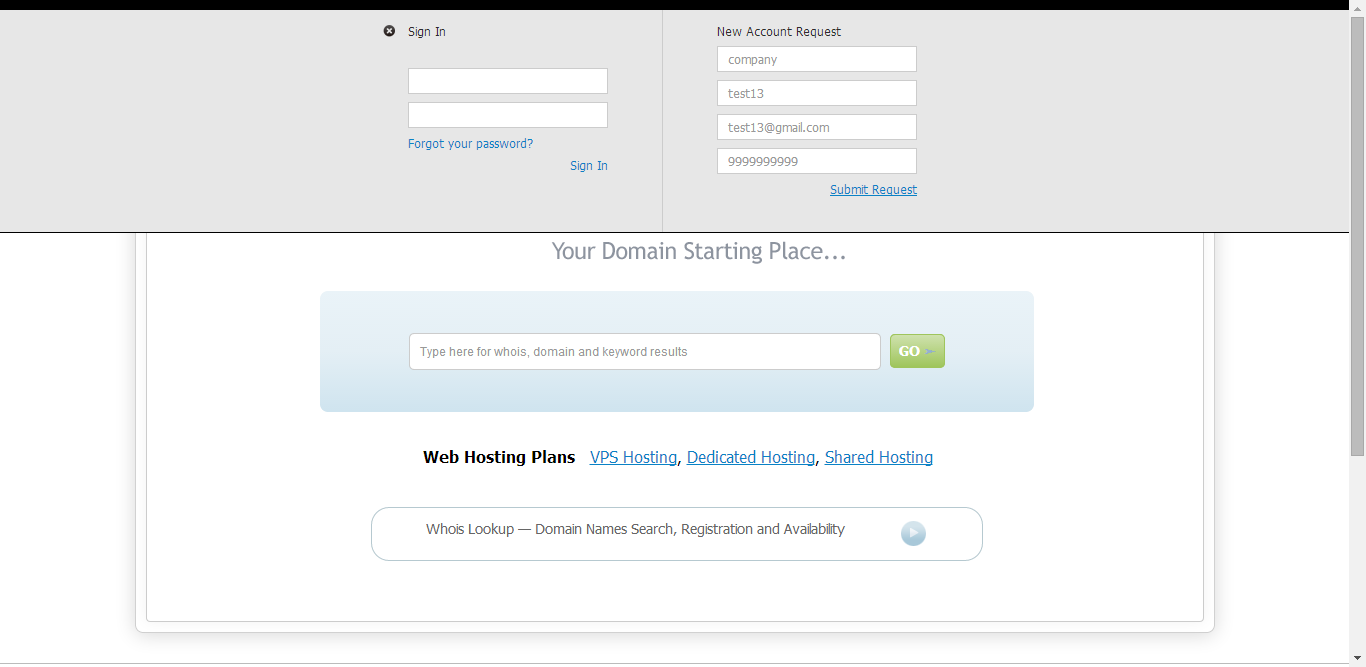 Sign In
Forgot your password?
Sign In
New Account Request
company
test13
test13@gmail.com
9999999999
Submit Request
Your Domain Starting Place...
Type here for whois, domain and keyword results
GO
Web Hosting Plans VPS Hosting, Dedicated Hosting, Shared Hosting
Whois Lookup — Domain Names Search, Registration and Availability